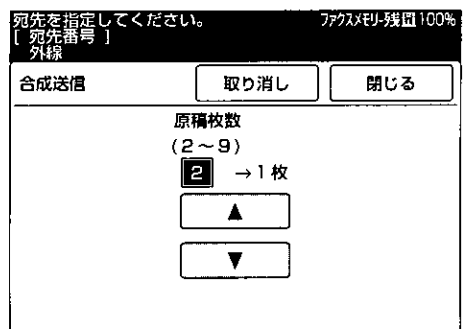 宛先を指定してください。 ファクスメモリー残量100%
[ 宛先番号 ]
外線
合成送信 取り消し 閉じる
原稿枚数
(2～9)
2 →1枚
▲
▼